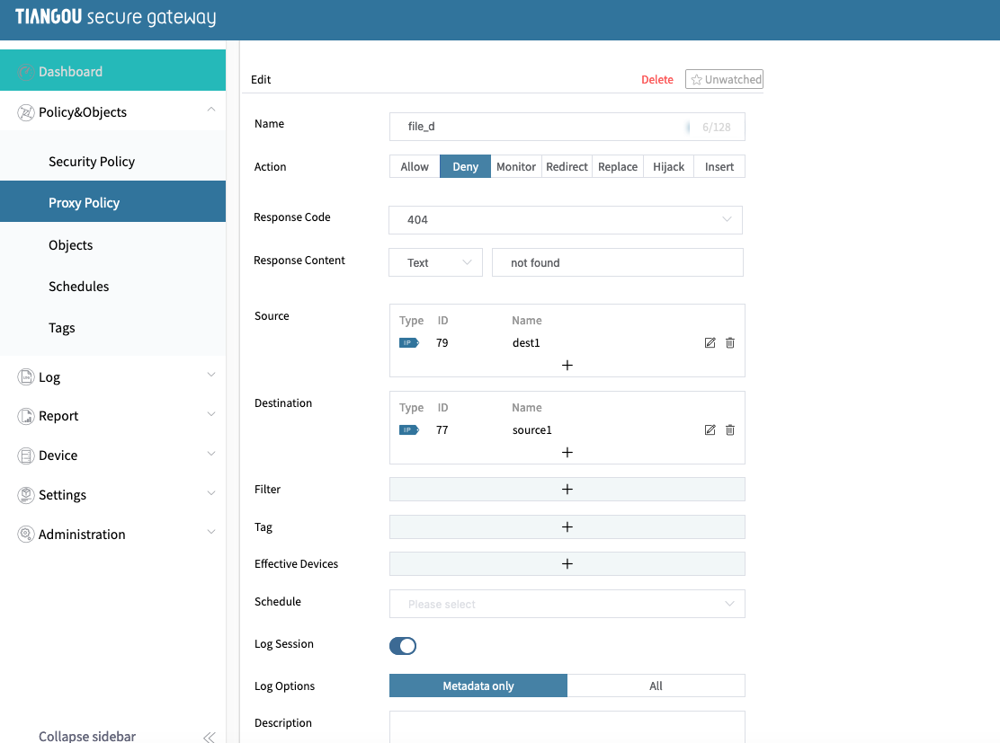 TIANGOU secure gateway
Dashboard
Policy&Objects
Security Policy
Proxy Policy
Objects
Schedules
Tags
Log
Report
Device
Settings
Administration
Collapse sidebar
Edit
Delete
Unwatched
Name
file_d
6/128
Action
Allow Deny Monitor Redirect Replace Hijack Insert
Response Code
404
Response Content
Text
not found
Source
Type ID Name
IP 79 dest1
Destination
Type ID Name
IP 77 source1
Filter
Tag
Effective Devices
Schedule
Please select
Log Session
Log Options
Metadata only
All
Description